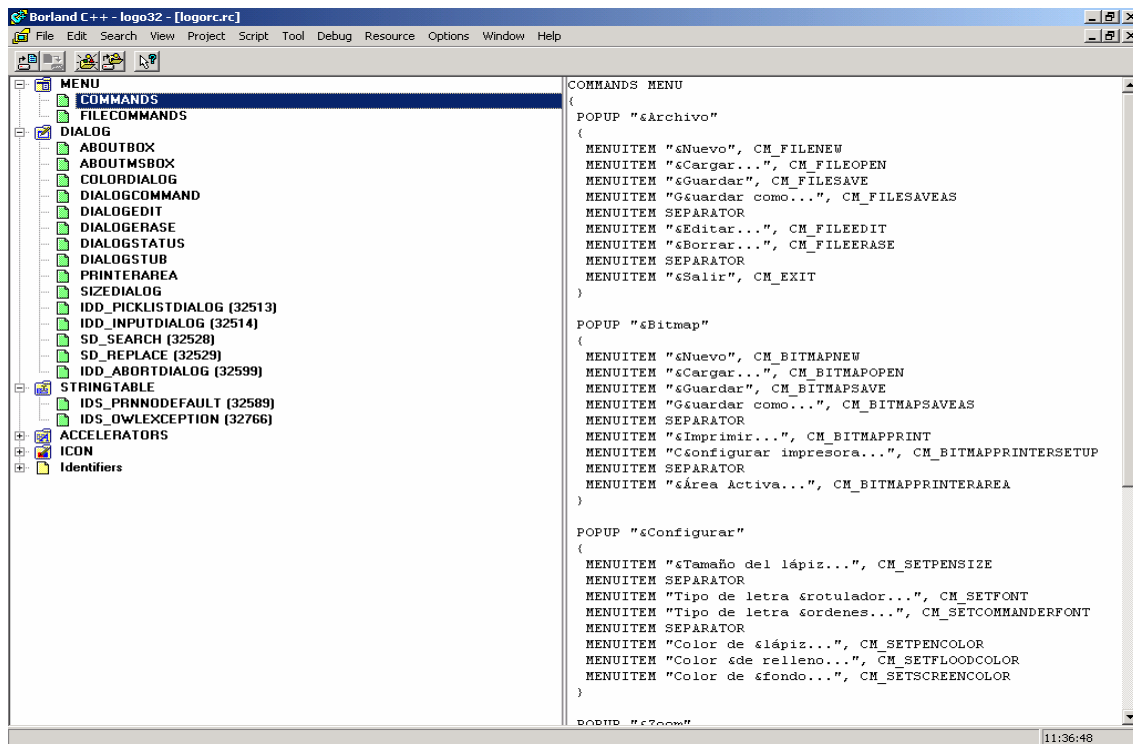 Borland C++ - logo32 - [logorc.rc]
File Edit Search View Project Script Tool Debug Resource Options Window Help
MENU
COMMANDS
FILECOMMANDS
DIALOG
ABOUTBOX
ABOUTMSBOX
COLORDIALOG
DIALOGCOMMAND
DIALOGEDIT
DIALOGERASE
DIALOGSTATUS
DIALOGSTUB
PRINTERAREA
SIZEDIALOG
IDD_PICKLISTDIALOG (32513)
IDD_INPUTDIALOG (32514)
SD_SEARCH (32528)
SD_REPLACE (32529)
IDD_ABORTDIALOG (32599)
STRINGTABLE
IDS_PRNNODEFAULT (32589)
IDS_OWLEXCEPTION (32766)
ACCELERATORS
ICON
Identifiers
COMMANDS MENU
{
POPUP "&Archivo"
{
MENUITEM "&Nuevo", CM_FILENEW
MENUITEM "&Cargar...", CM_FILEOPEN
MENUITEM "&Guardar", CM_FILESAVE
MENUITEM "G&uardar como...", CM_FILESAVEAS
MENUITEM SEPARATOR
MENUITEM "&Editar...", CM_FILEEDIT
MENUITEM "&Borrar...", CM_FILEERASE
MENUITEM SEPARATOR
MENUITEM "&Salir", CM_EXIT
}
POPUP "&Bitmap"
{
MENUITEM "&Nuevo", CM_BITMAPNEW
MENUITEM "&Cargar...", CM_BITMAPOPEN
MENUITEM "&Guardar", CM_BITMAPSAVE
MENUITEM "G&uardar como...", CM_BITMAPSAVEAS
MENUITEM SEPARATOR
MENUITEM "&Imprimir...", CM_BITMAPPRINT
MENUITEM "C&onfigurar impresora...", CM_BITMAPPRINTERSETUP
MENUITEM SEPARATOR
MENUITEM "&Área Activa...", CM_BITMAPPRINTERAREA
}
POPUP "&Configurar"
{
MENUITEM "&Tamaño del lápiz...", CM_SETPENSIZE
MENUITEM SEPARATOR
MENUITEM "Tipo de letra &rotulador...", CM_SETFONT
MENUITEM "Tipo de letra &ordenes...", CM_SETCOMMANDERFONT
MENUITEM SEPARATOR
MENUITEM "Color de &lápiz...", CM_SETPENCOLOR
MENUITEM "Color &de relleno...", CM_SETFLOODCOLOR
MENUITEM "Color de &fondo...", CM_SETSCREENCOLOR
}
POPUP "&Zoom"
11:36:48